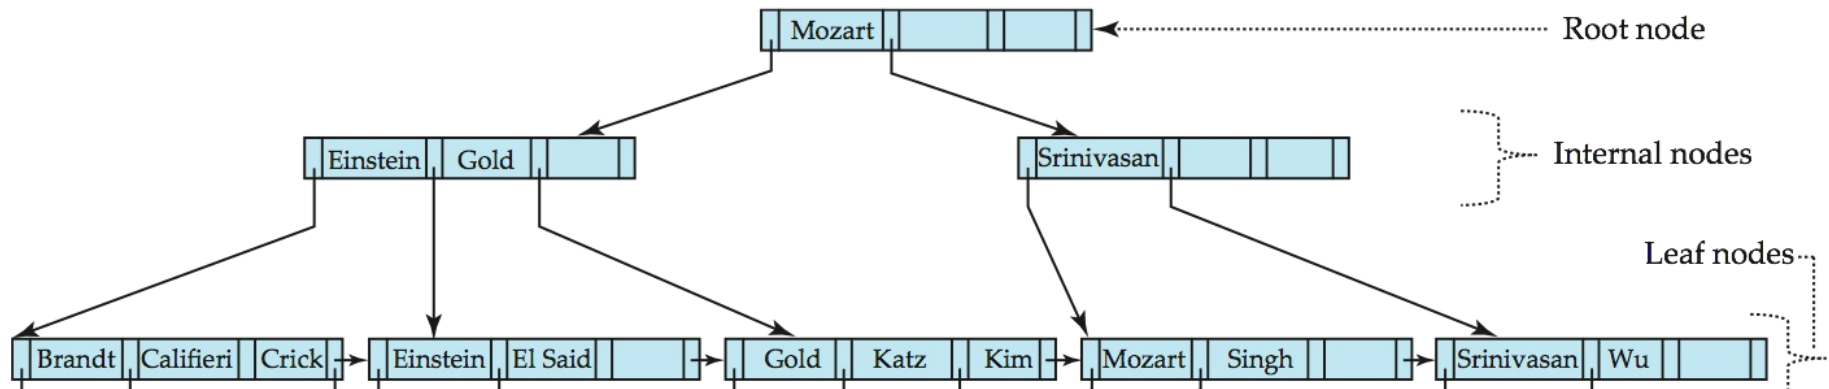 Mozart
Root node
Einstein Gold
Srinivasan
Internal nodes
Leaf nodes
Brandt Califieri Crick
Einstein El Said
Gold Katz Kim
Mozart Singh
Srinivasan Wu